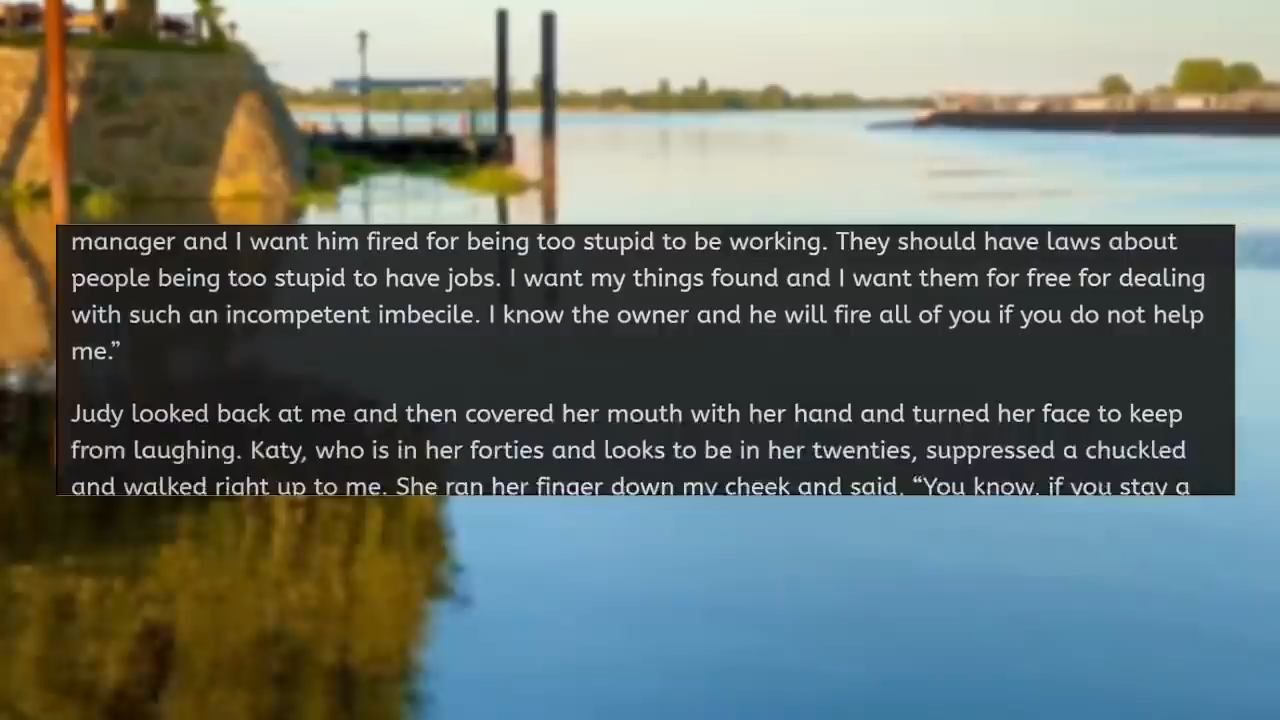 manager and I want him fired for being too stupid to be working. They should have laws about
people being too stupid to have jobs. I want my things found and I want them for free for dealing
with such an incompetent imbecile. I know the owner and he will fire all of you if you do not help
me.”
Judy looked back at me and then covered her mouth with her hand and turned her face to keep
from laughing. Katy, who is in her forties and looks to be in her twenties, suppressed a chuckled
and walked right up to me. She ran her finger down my cheek and said, “You know, if you stay a